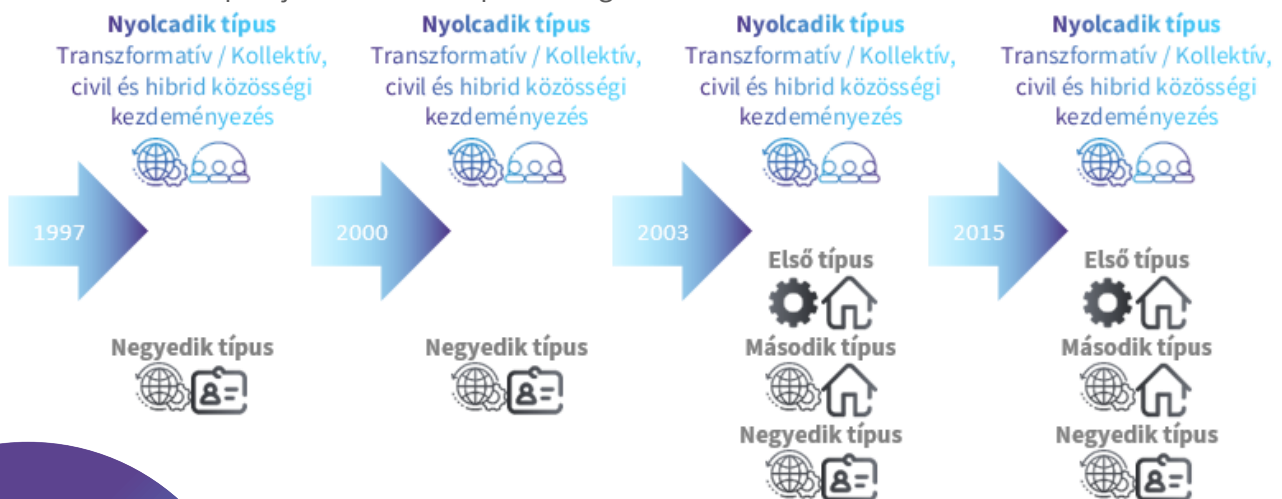 Nyolcadik típus
Transzformatív / Kollektív,
civil és hibrid közösségi
kezdeményezés
1997
Negyedik típus
Nyolcadik típus
Transzformatív / Kollektív,
civil és hibrid közösségi
kezdeményezés
2000
Negyedik típus
Nyolcadik típus
Transzformatív / Kollektív,
civil és hibrid közösségi
kezdeményezés
2003
Első típus
Második típus
Negyedik típus
Nyolcadik típus
Transzformatív / Kollektív,
civil és hibrid közösségi
kezdeményezés
2015
Első típus
Második típus
Negyedik típus